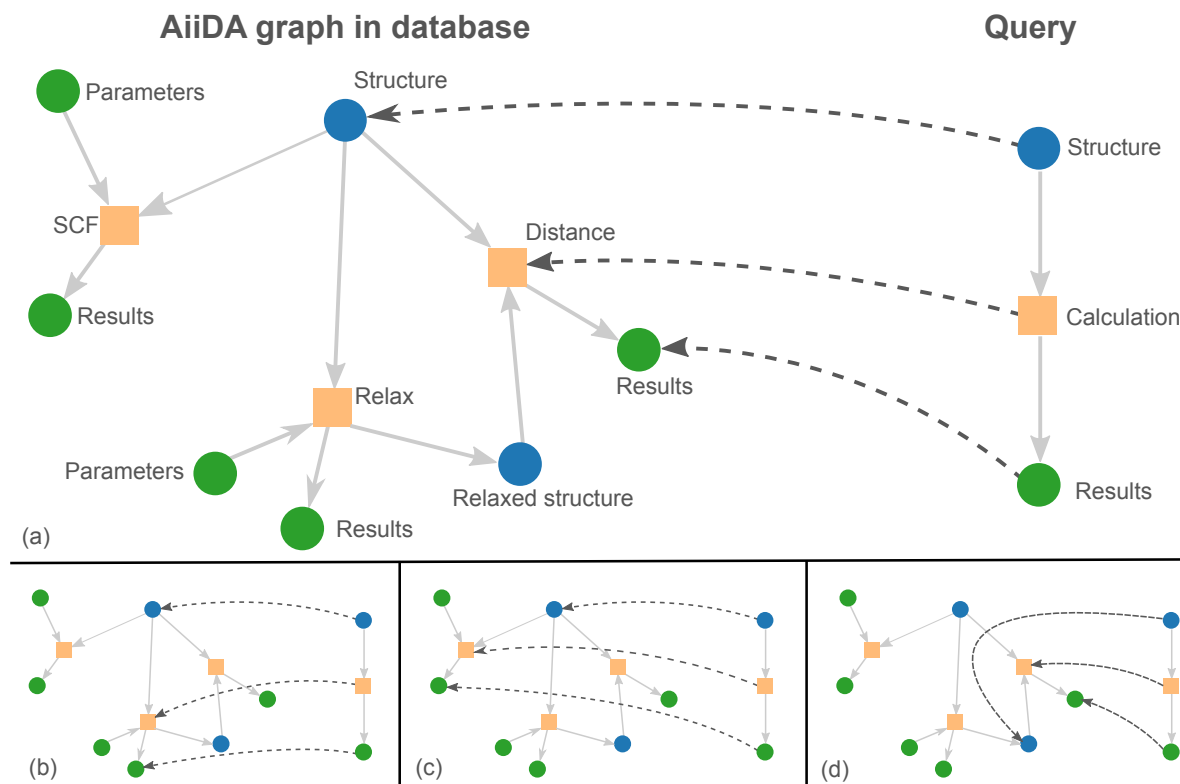 AiiDA graph in database
Query
Structure
Parameters
Structure
SCF
Distance
Results
Calculation
Results
Relax
Parameters
Relaxed structure
Results
Results
(a)
(b)
(c)
(d)